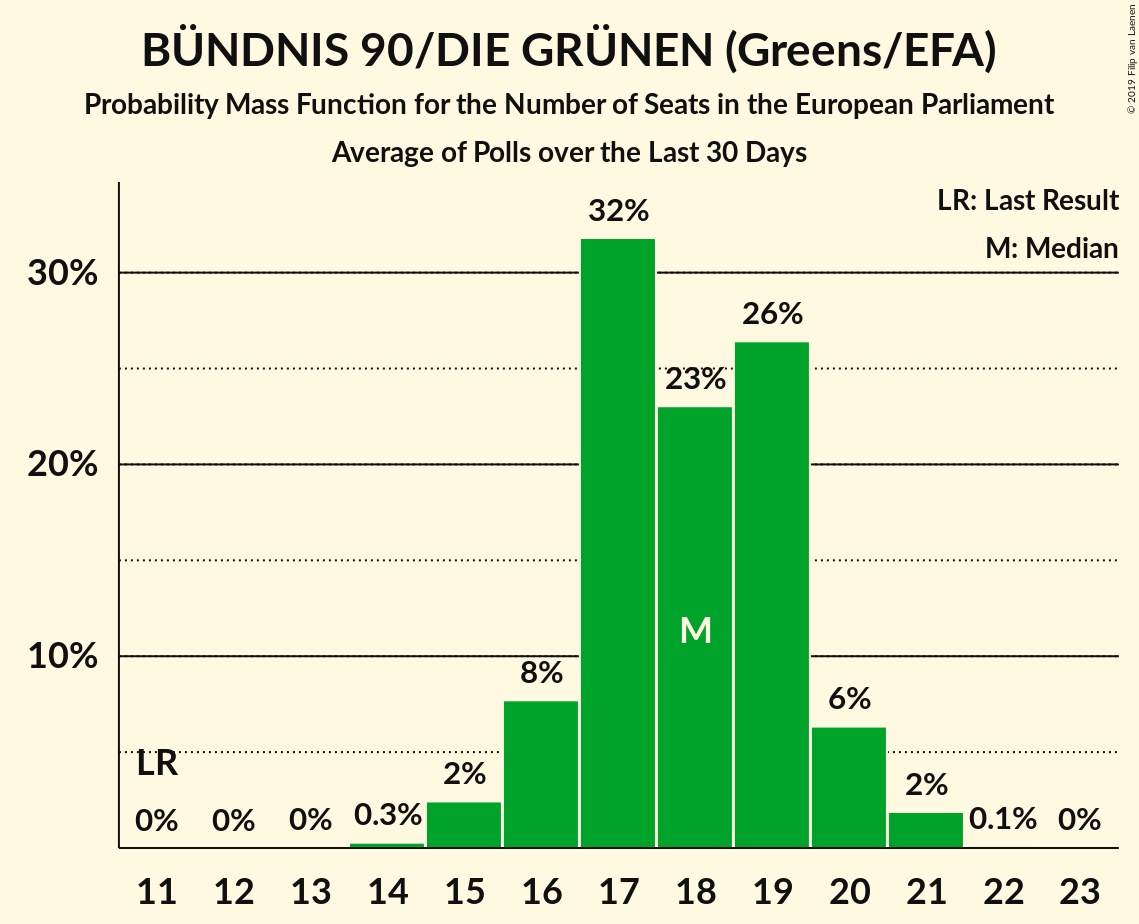 BÜNDNIS 90/DIE GRÜNEN (Greens/EFA)
Probability Mass Function for the Number of Seats in the European Parliament
Average of Polls over the Last 30 Days
© 2019 Filip van Laenen
LR: Last Result
M: Median
32%
30%
26%
23%
20%
M
10%
8%
6%
LR
2%
2%
0% 0% 0% 0.3% 0.1% 0%
11 12 13 14 15 16 17 18 19 20 21 22 23